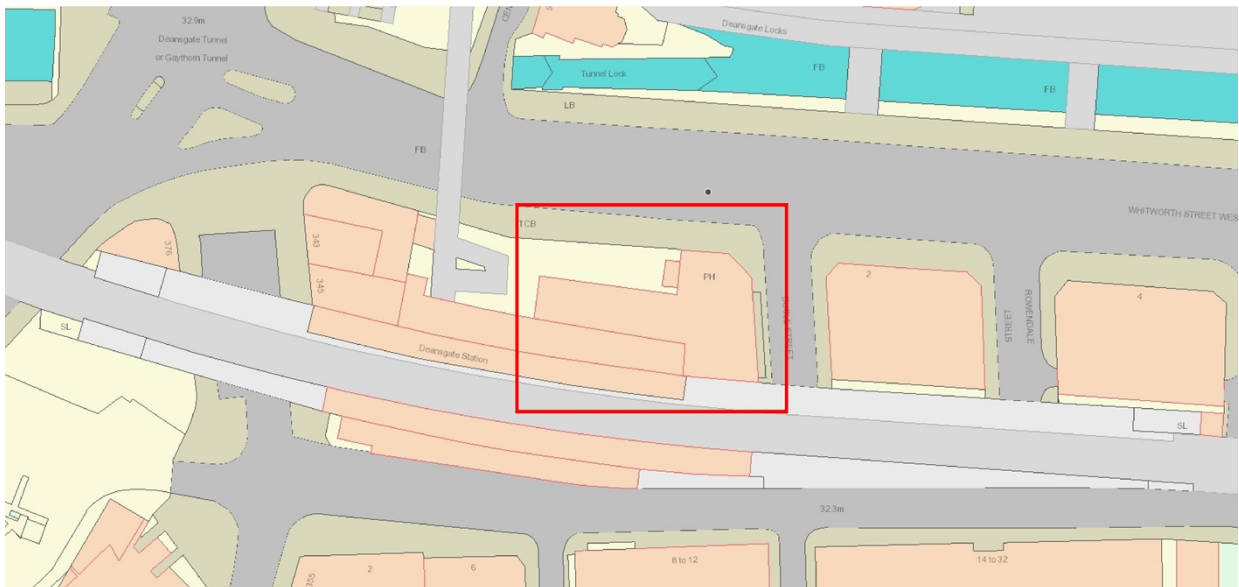 32.9m
Deansgate Tunnel
or Gaythorn Tunnel
CEN
Deansgate Locks
Tunnel Lock
FB
FB
LB
FB
TCB
WHITWORTH STREET WES
376
343
345
PH
2
STREET
ROWENDALE
4
STREET
SL
Deansgate Station
SL
32.3m
355
2
6
8 to 12
14 to 32